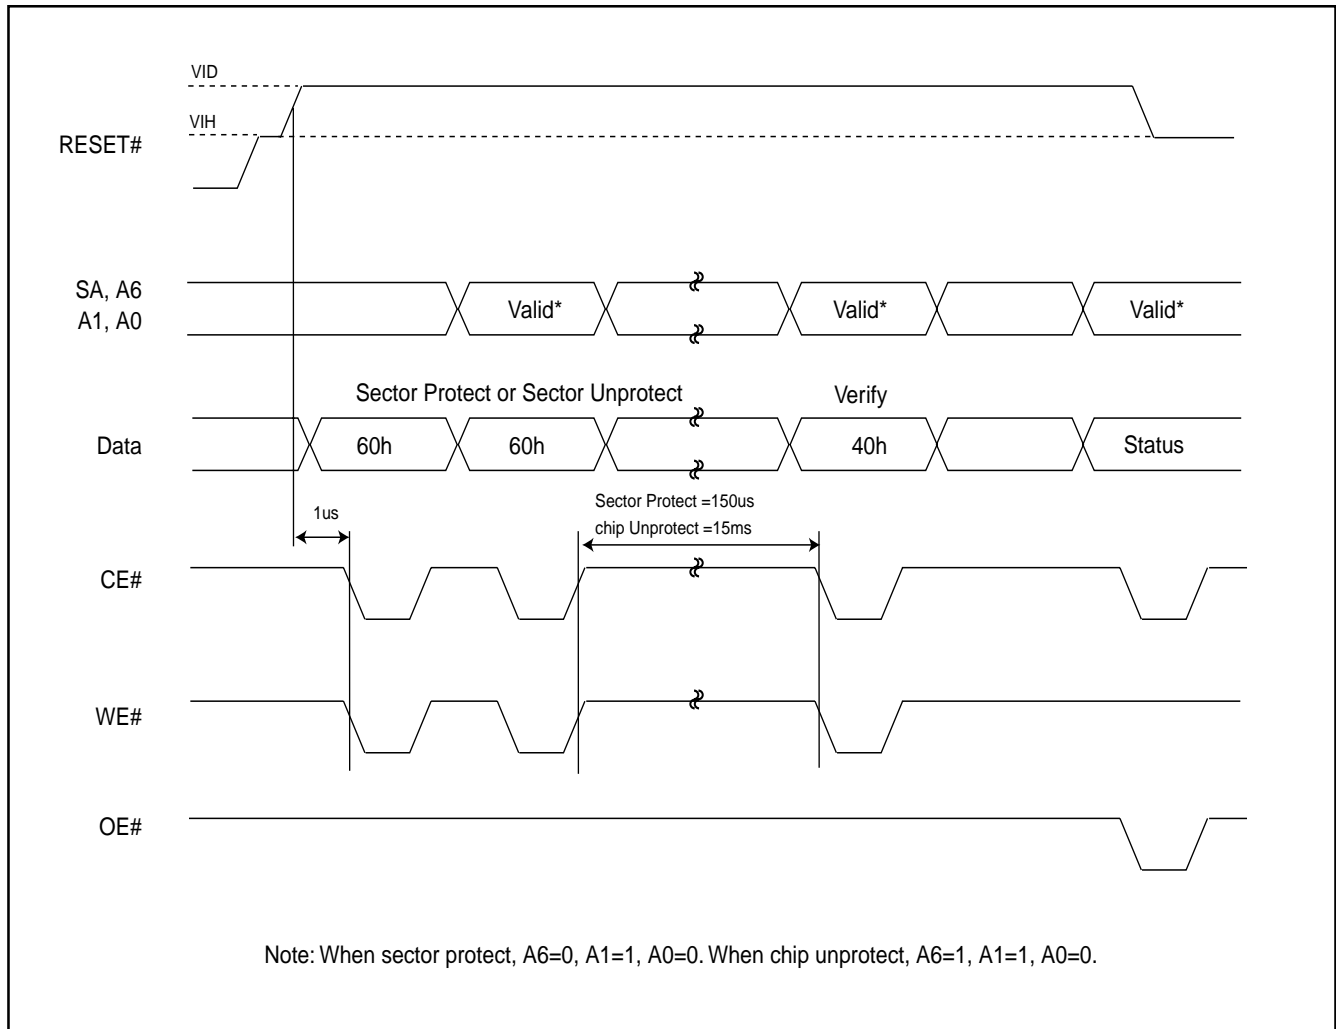 VID
VIH
RESET#
SA, A6
A1, A0
Valid*
Valid*
Valid*
Sector Protect or Sector Unprotect
Verify
Data
60h
60h
40h
Status
1us
Sector Protect =150us
chip Unprotect =15ms
CE#
WE#
OE#
Note: When sector protect, A6=0, A1=1, A0=0. When chip unprotect, A6=1, A1=1, A0=0.